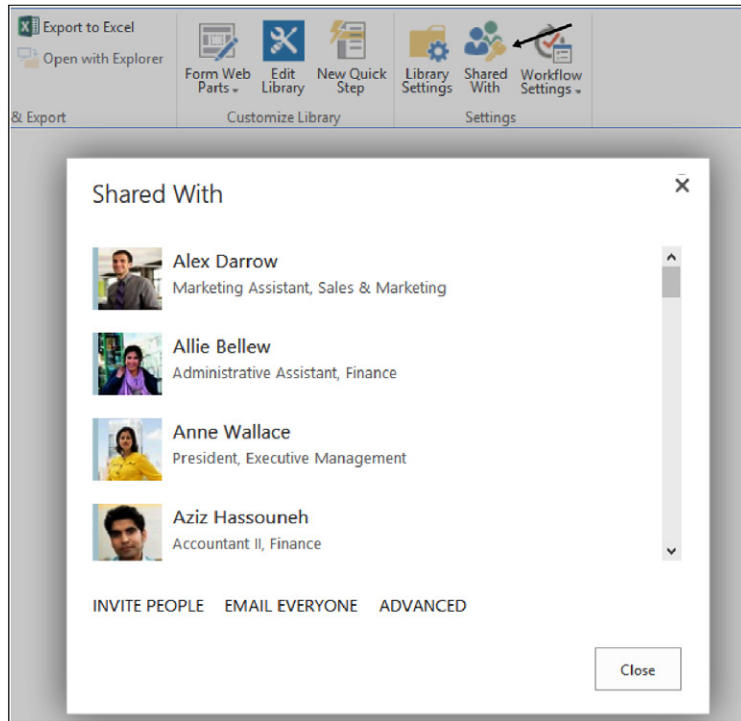 Export to Excel
Open with Explorer
Form Web
Parts
Edit
Library
New Quick
Step
Library
Settings
Shared
With
Workflow
Settings
& Export
Customize Library
Settings
Shared With
Alex Darrow
Marketing Assistant, Sales & Marketing
Allie Bellew
Administrative Assistant, Finance
Anne Wallace
President, Executive Management
Aziz Hassouneh
Accountant II, Finance
INVITE PEOPLE EMAIL EVERYONE ADVANCED
Close